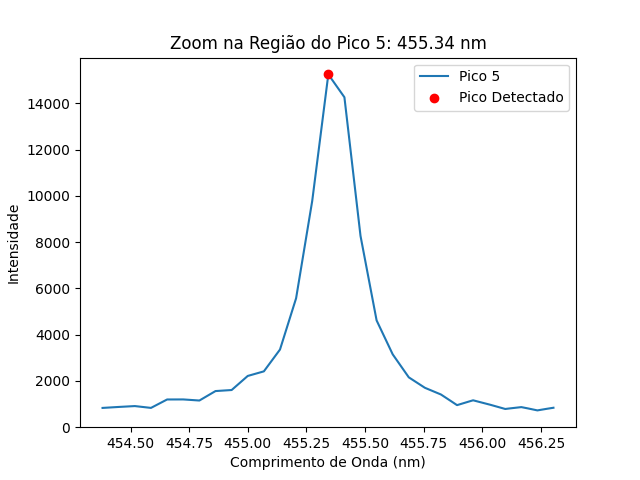 Zoom na Região do Pico 5: 455.34 nm
Pico 5
Pico Detectado
Intensidade
14000
12000
10000
8000
6000
4000
2000
0
454.50 454.75 455.00 455.25 455.50 455.75 456.00 456.25
Comprimento de Onda (nm)